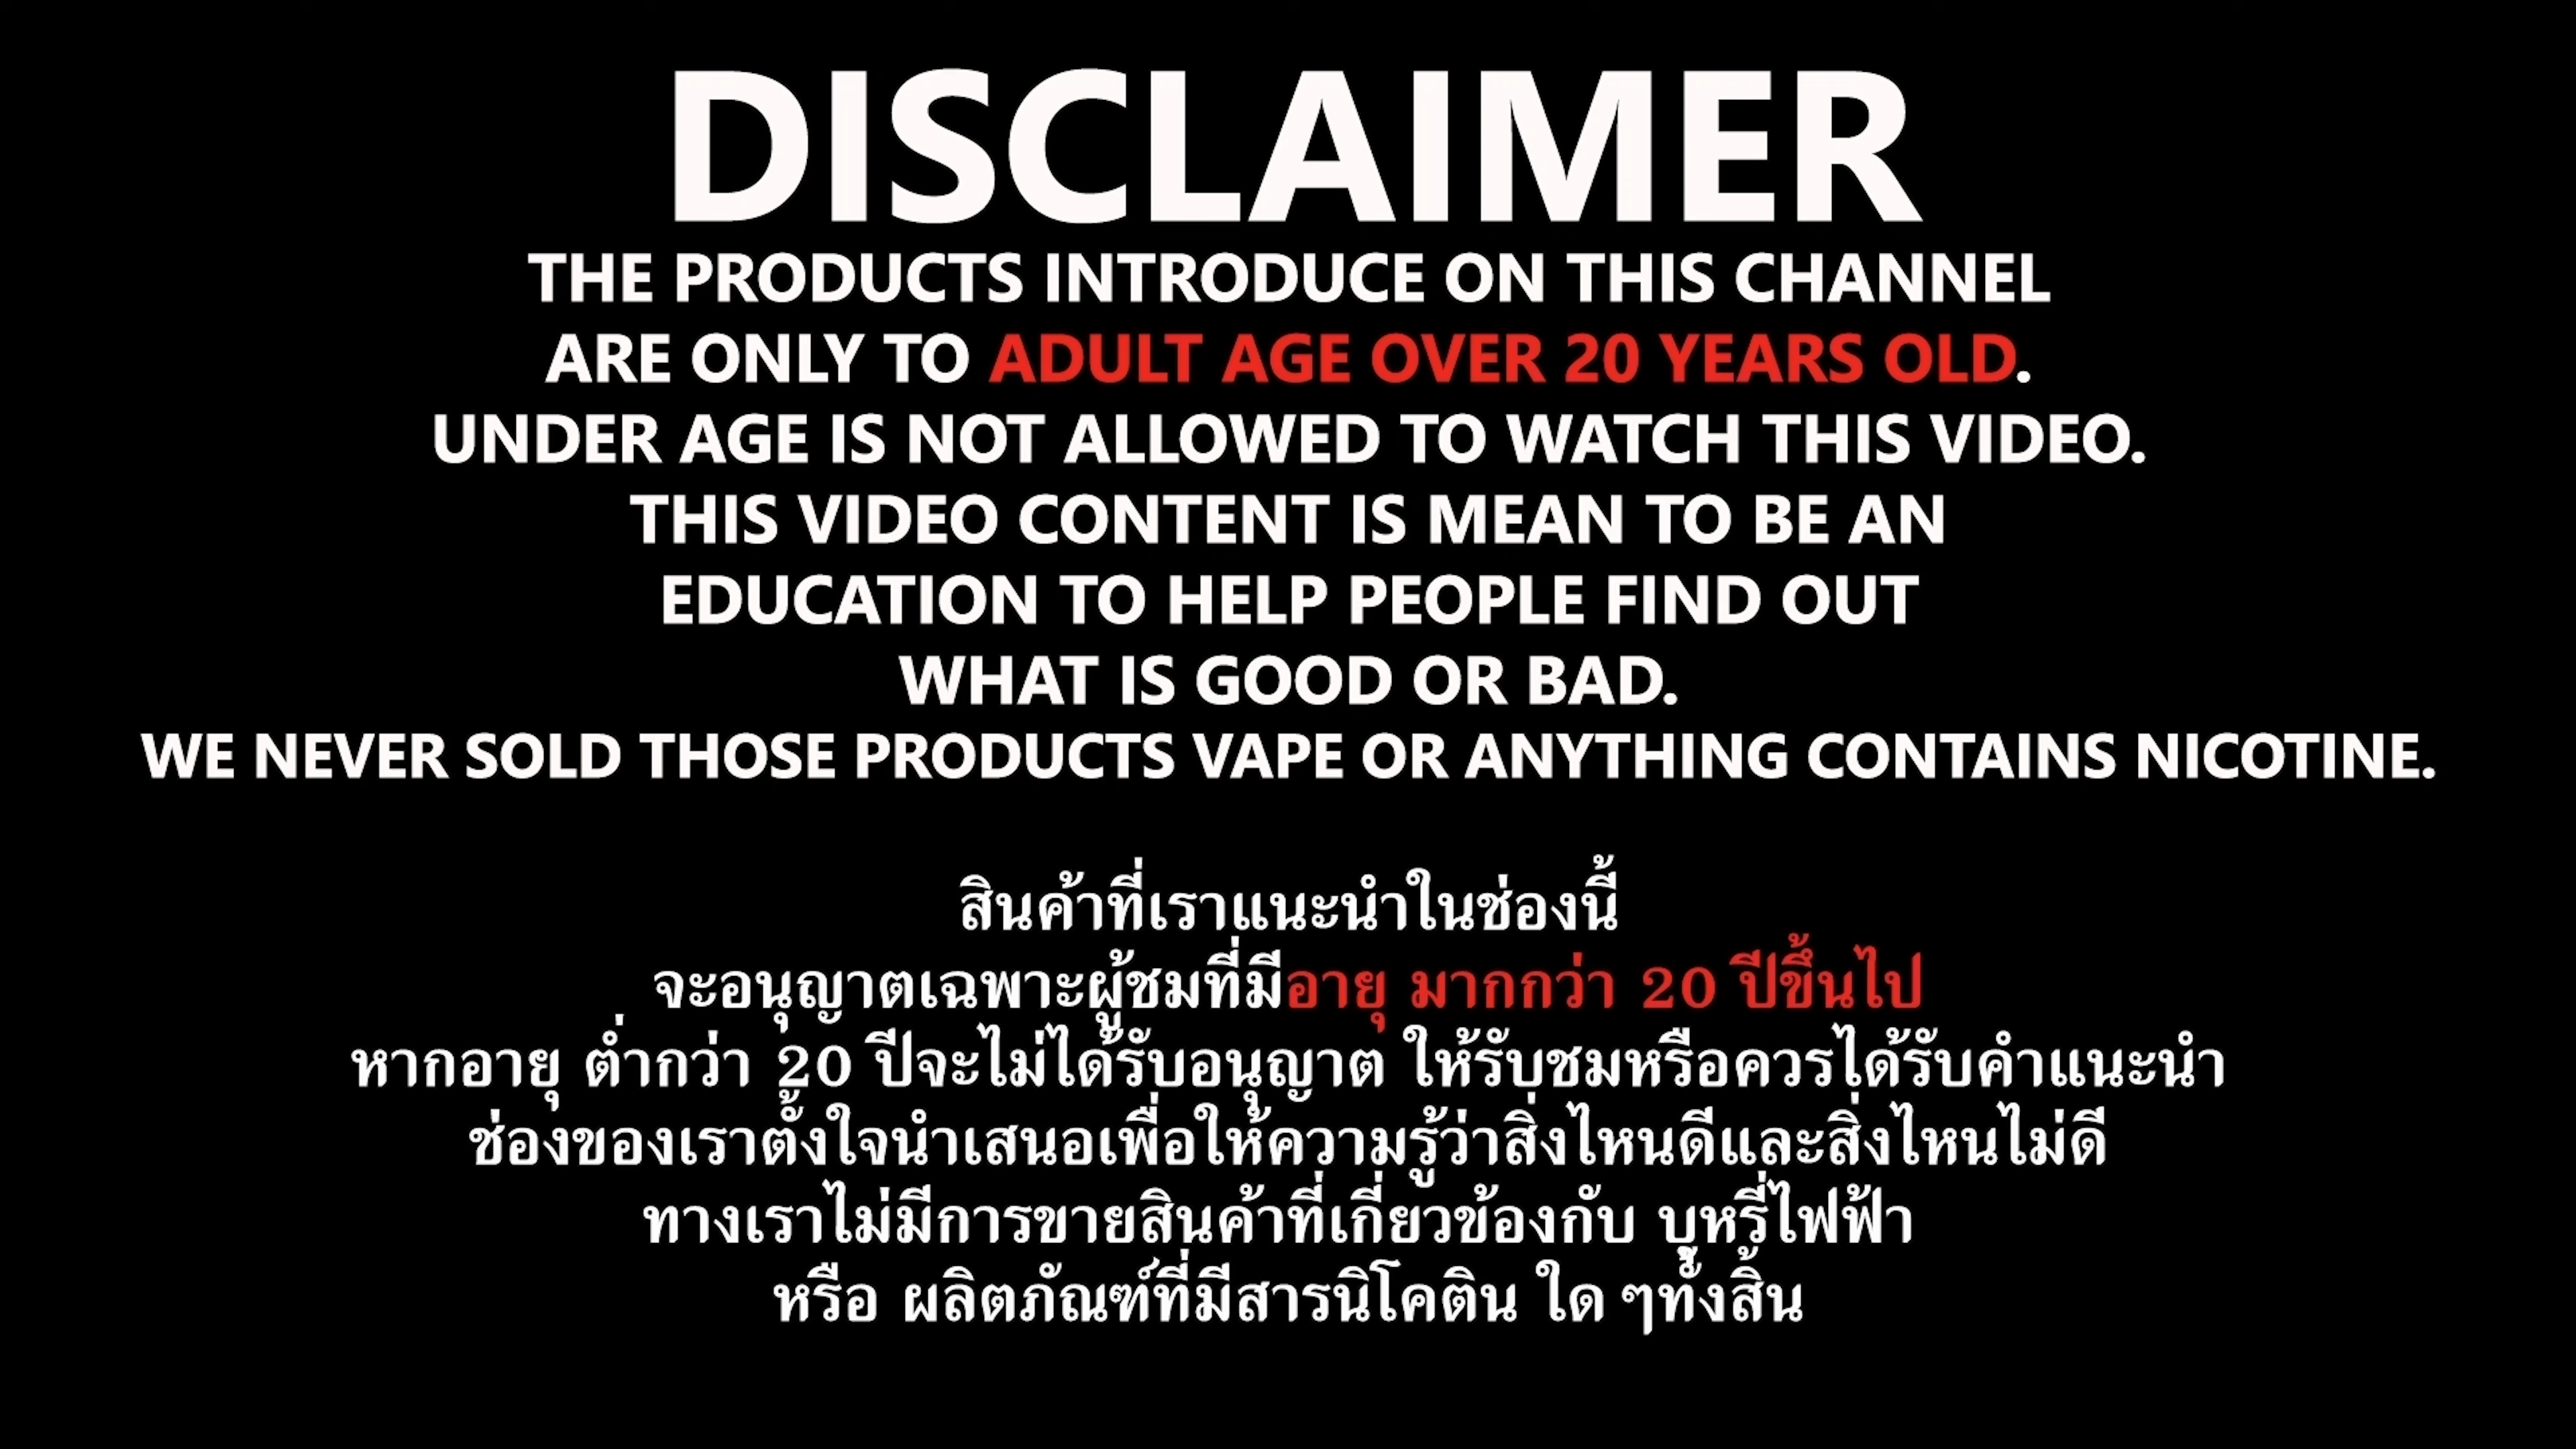 DISCLAIMER
THE PRODUCTS INTRODUCE ON THIS CHANNEL
ARE ONLY TO ADULT AGE OVER 20 YEARS OLD.
UNDER AGE IS NOT ALLOWED TO WATCH THIS VIDEO.
THIS VIDEO CONTENT IS MEAN TO BE AN
EDUCATION TO HELP PEOPLE FIND OUT
WHAT IS GOOD OR BAD.
WE NEVER SOLD THOSE PRODUCTS VAPE OR ANYTHING CONTAINS NICOTINE.
สินค้าที่เราแนะนำในช่องนี้
จะอนุญาตเฉพาะผู้ชมที่มีอายุ มากกว่า 20 ปีขึ้นไป
หากอายุ ต่ำกว่า 20 ปีจะไม่ได้รับอนุญาต ให้รับชมหรือควรได้รับคำแนะนำ
ช่องของเราตั้งใจนำเสนอเพื่อให้ความรู้ว่าสิ่งไหนดีและสิ่งไหนไม่ดี
ทางเราไม่มีการขายสินค้าที่เกี่ยวข้องกับ บุหรี่ไฟฟ้า
หรือ ผลิตภัณฑ์ที่มีสารนิโคติน ใด ๆทั้งสิ้น